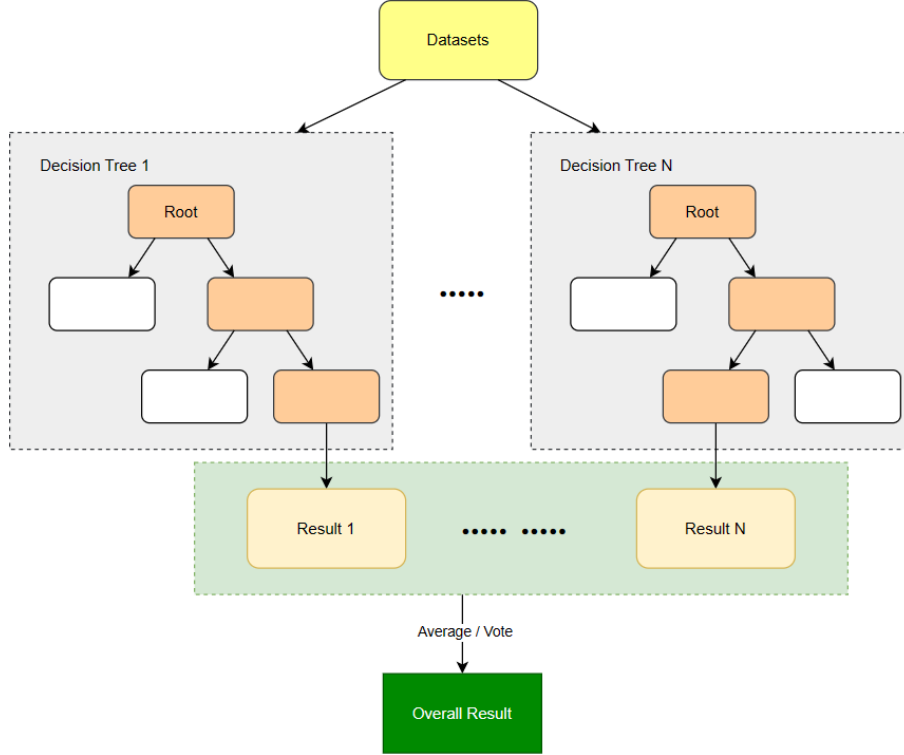 Datasets
Decision Tree 1
Decision Tree N
Root
Root
Result 1
Result N
Average / Vote
Overall Result